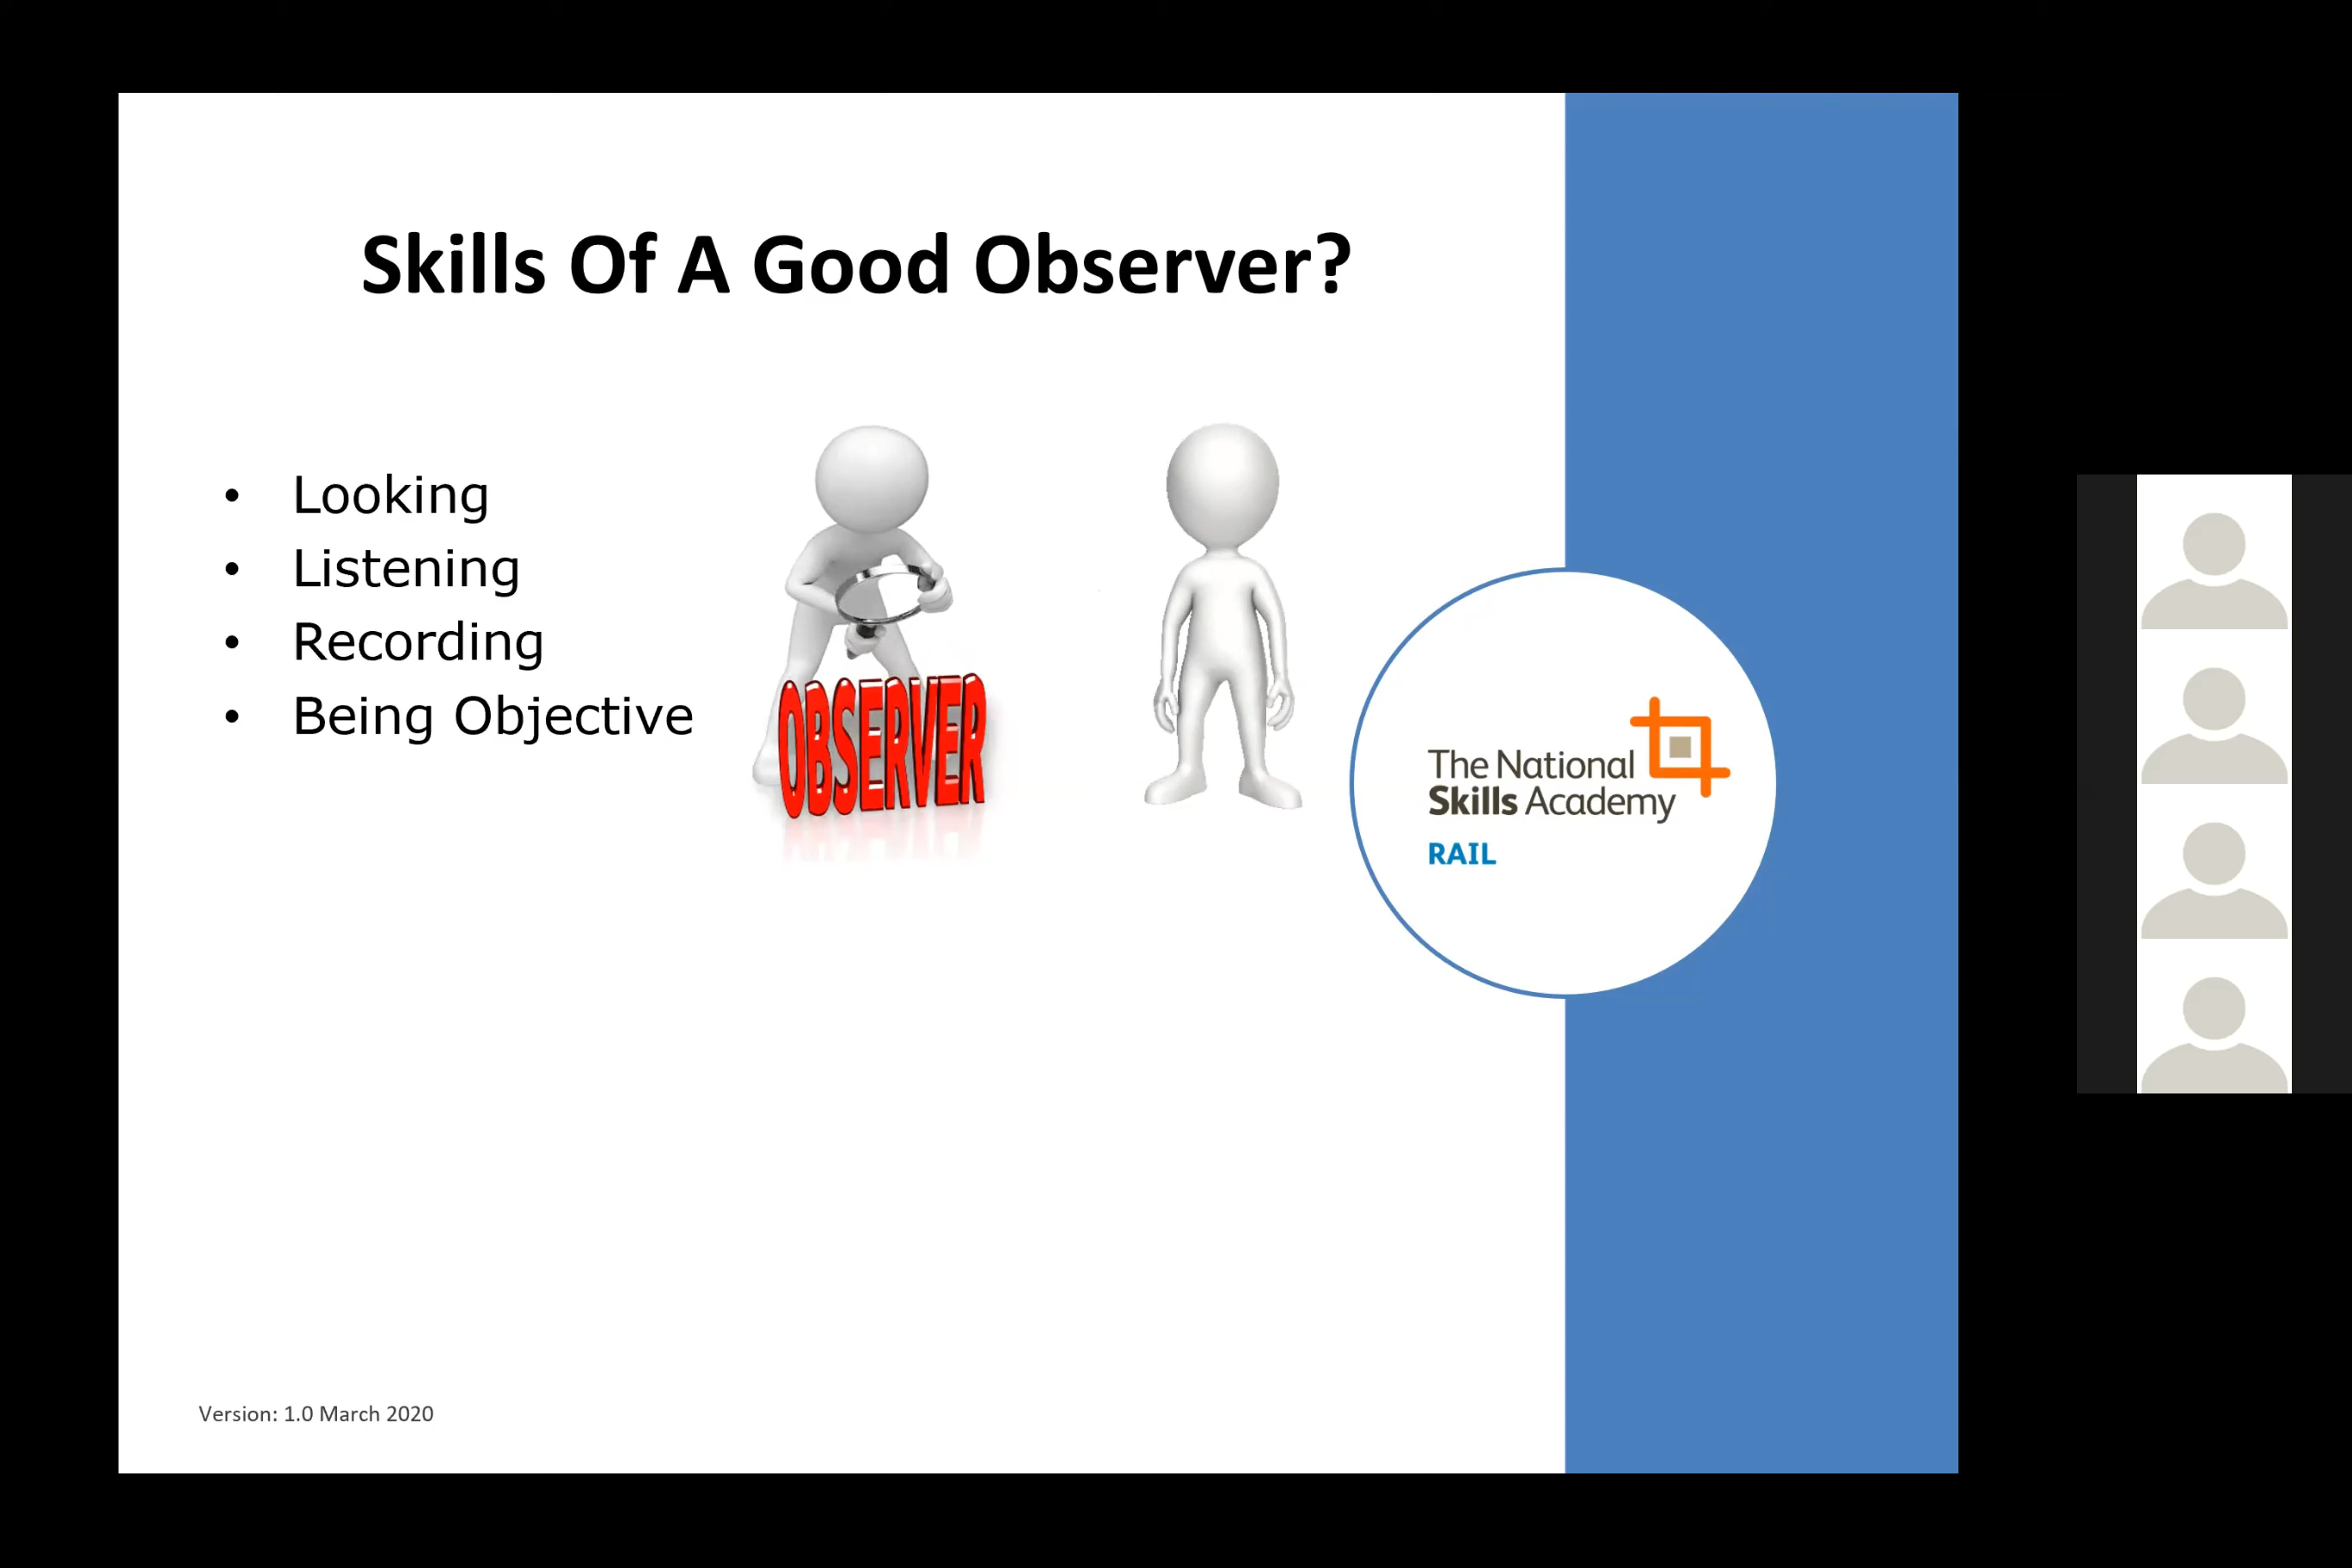 Skills Of A Good Observer?
• Looking
• Listening
• Recording
• Being Objective
OBSERVER
The National
Skills Academy
RAIL
Version: 1.0 March 2020